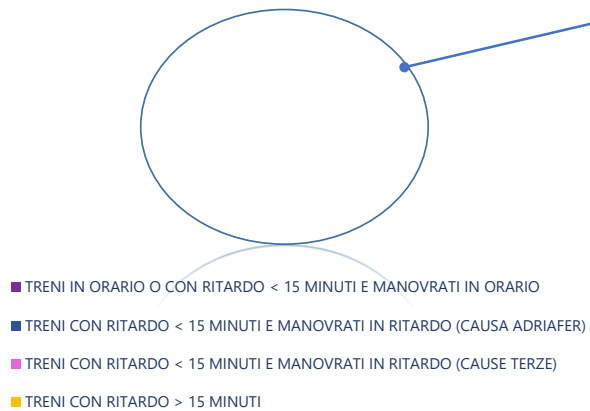 TRENI IN ORARIO O CON RITARDO < 15 MINUTI E MANOVRATI IN ORARIO
TRENI CON RITARDO < 15 MINUTI E MANOVRATI IN RITARDO (CAUSA ADRIAFER)
TRENI CON RITARDO < 15 MINUTI E MANOVRATI IN RITARDO (CAUSE TERZE)
TRENI CON RITARDO > 15 MINUTI